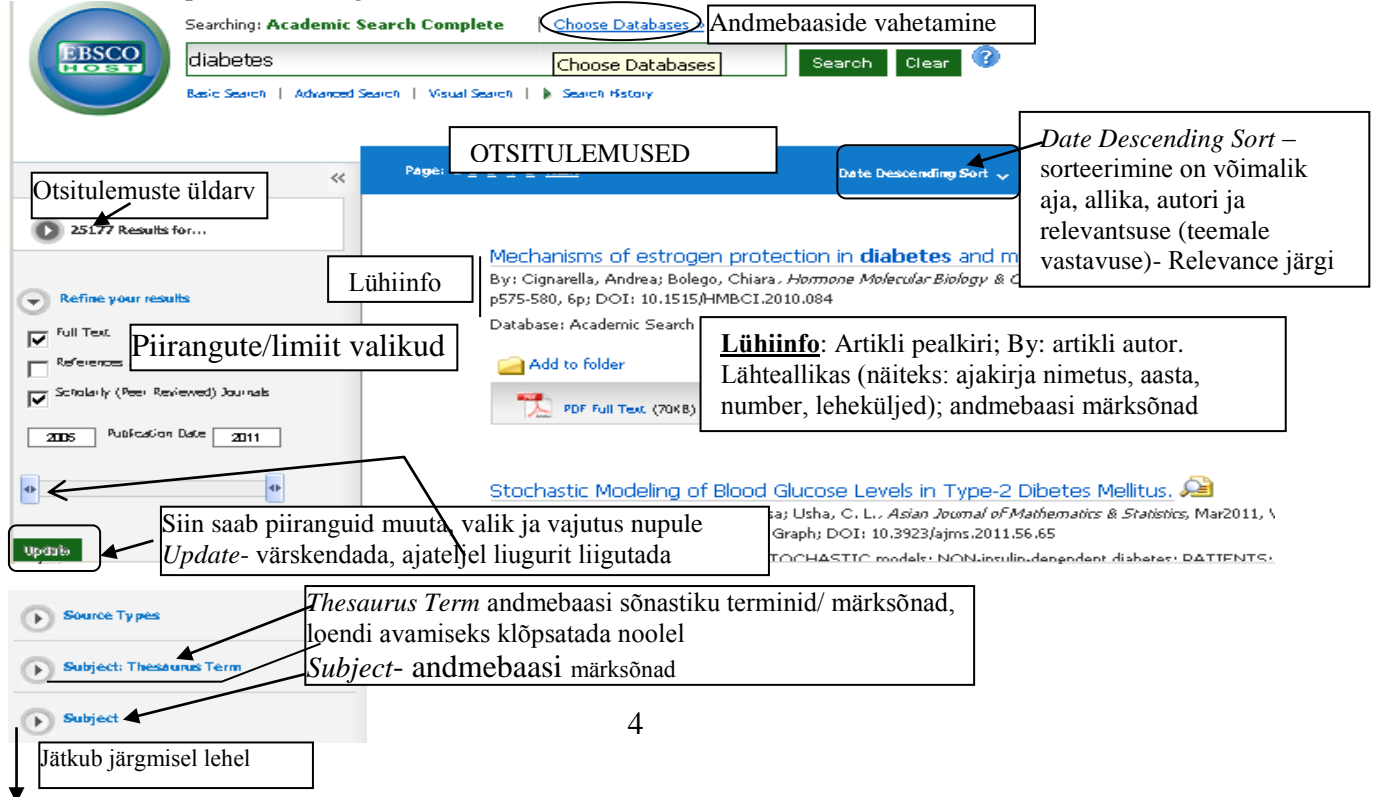 Searching: Academic Search Complete | Choose Databases » Andmebaaside vahetamine
EBSCO HOST
diabetes
Choose Databases
Search Clear ?
Basic Search | Advanced Search | Visual Search | Search History
OTSITULEMUSED
Page:
Date Descending Sort
Date Descending Sort –
sorteerimine on võimalik
aja, allika, autori ja
relevantsuse (teemale
vastavuse)- Relevance järgi
Otsitulemuste üldarv
25177 Results for...
Lühiinfo
Mechanisms of estrogen protection in diabetes and m
By: Cignarella, Andrea; Bolego, Chiara, Hormone Molecular Biology & C
p575-580, 6p; DOI: 10.1515/HMBCI.2010.084
Database: Academic Search
Add to folder
PDF Full Text (70KB)
Refine your results
Full Text
References
Scholarly (Peer Reviewed) Journals
2005 Publication Date 2011
Piirangute/limiit valikud
Lühiinfo: Artikli pealkiri; By: artikli autor.
Lähteallikas (näiteks: ajakirja nimetus, aasta,
number, leheküljed); andmebaasi märksõnad
Stochastic Modeling of Blood Glucose Levels in Type-2 Dibetes Mellitus.
sa; Usha, C. L., Asian Journal of Mathematics & Statistics, Mar2011,
Graph; DOI: 10.3923/ajms.2011.56.65
TOCHASTIC models; NON-insulin-dependent diabetes; PATIENTS;
Siin saab piiranguid muuta, valik ja vajutus nupule
Update- värskendada, ajateljel liugurit liigutada
Update
Source Types
Subject: Thesaurus Term
Subject
Thesaurus Term andmebaasi sõnastiku terminid/ märksõnad,
loendi avamiseks klõpsatada noolel
Subject- andmebaasi märksõnad
4
Jätkub järgmisel lehel